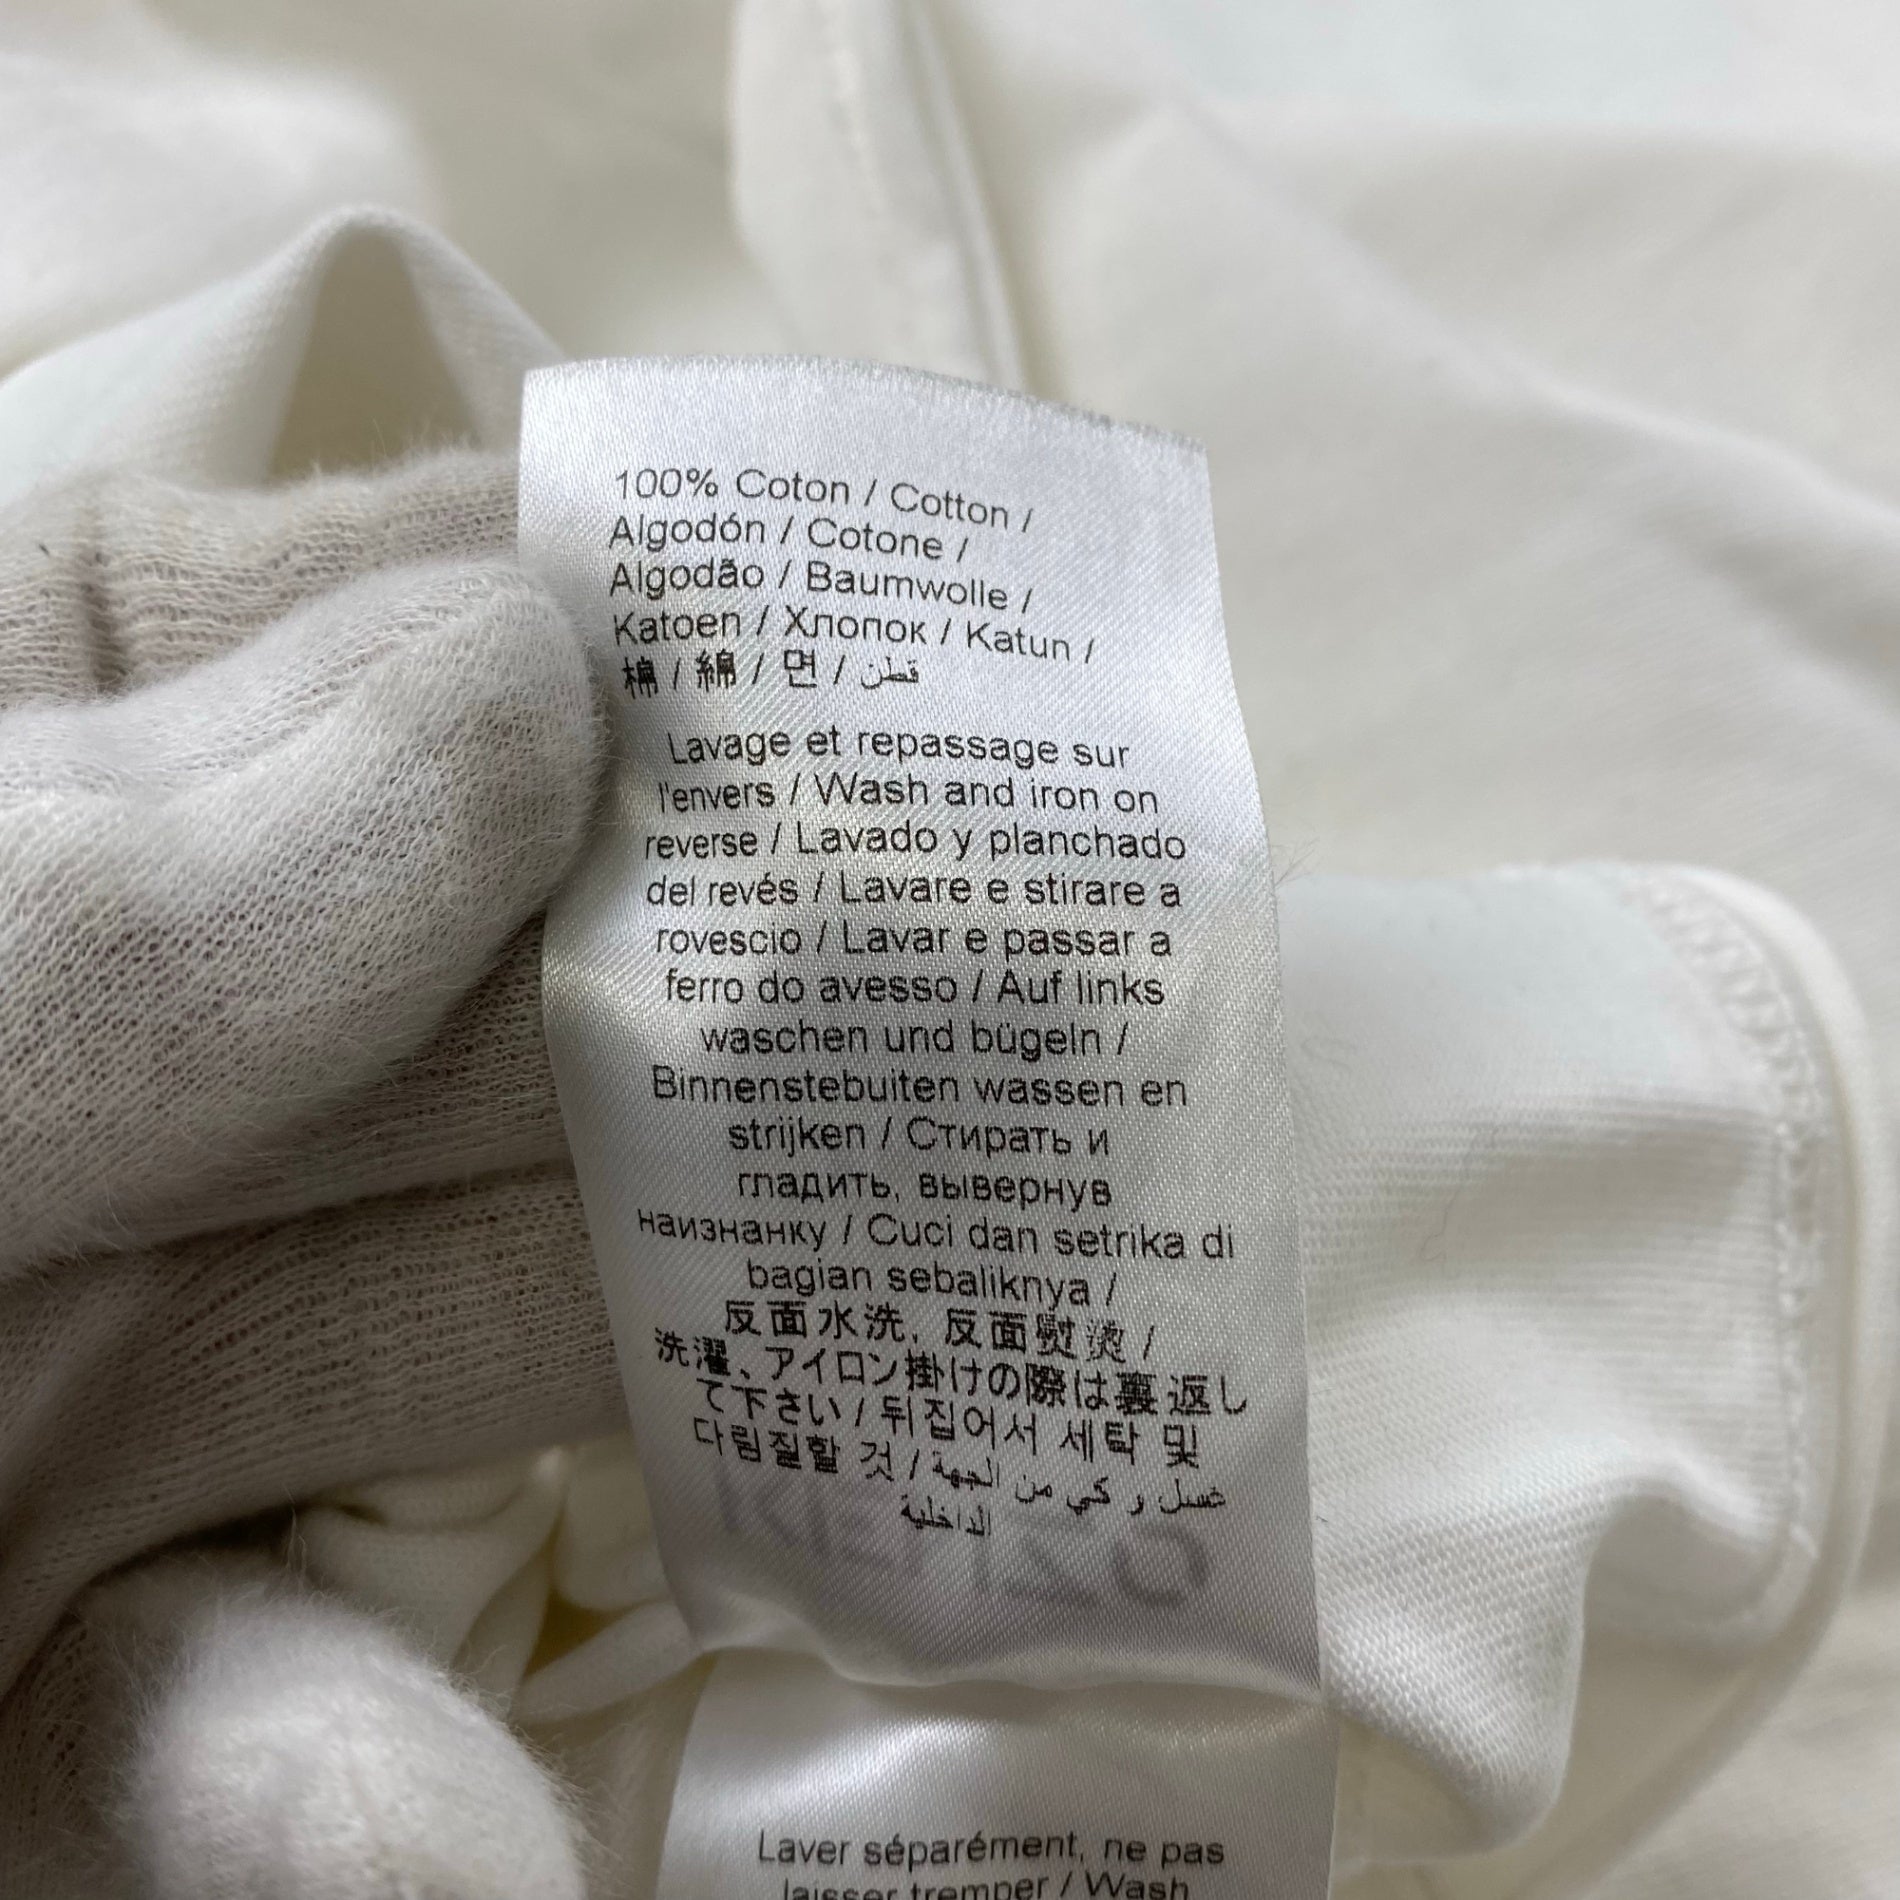 100% Coton / Cotton /
Algodón / Cotone /
Algodão / Baumwolle /
Katoen / Хлопок / Katun /
棉 / 綿 / 면 / قطن
Lavage et repassage sur
l'envers / Wash and iron on
reverse / Lavado y planchado
del revés / Lavare e stirare a
rovescio / Lavar e passar a
ferro do avesso / Auf links
waschen und bügeln /
Binnenstebuiten wassen en
strijken / Стирать и
гладить, вывернув
наизнанку / Cuci dan setrika di
bagian sebaliknya /
反面水洗, 反面熨烫 /
洗濯、アイロン掛けの際は裏返し
て下さい / 뒤집어서 세탁 및
다림질할 것 / غسل و كي من الجهة
الداخلية
KENZO
Laver séparément, ne pas
laisser tremper / Wash